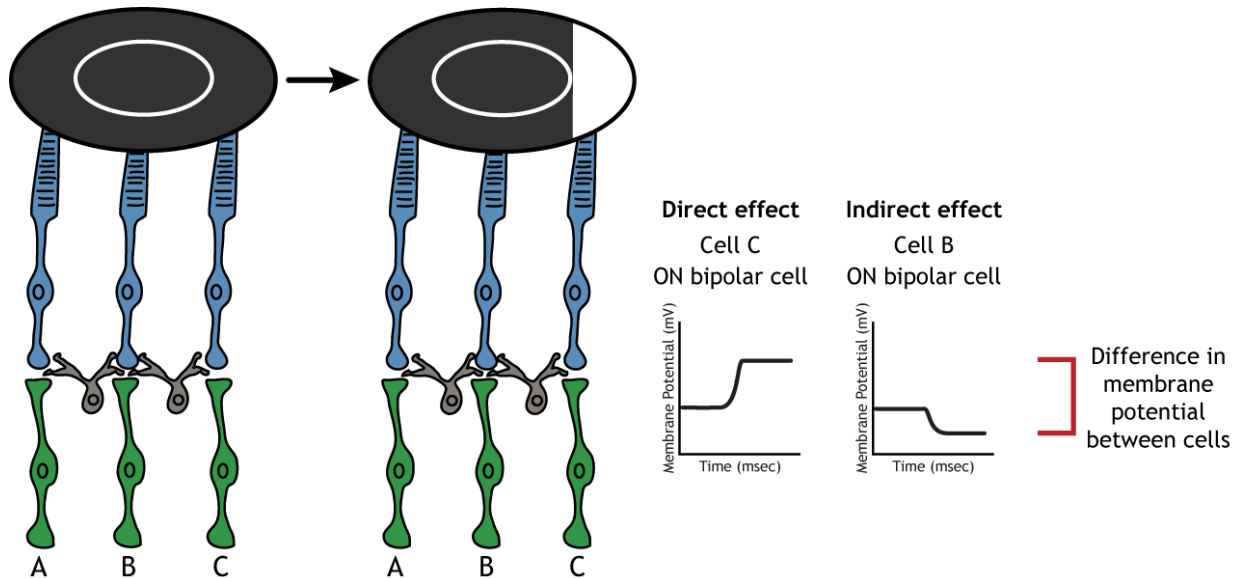 Direct effect
Cell C
ON bipolar cell
Membrane Potential (mV)
Time (msec)
Indirect effect
Cell B
ON bipolar cell
Membrane Potential (mV)
Time (msec)
Difference in
membrane
potential
between cells
A
B
C
A
B
C